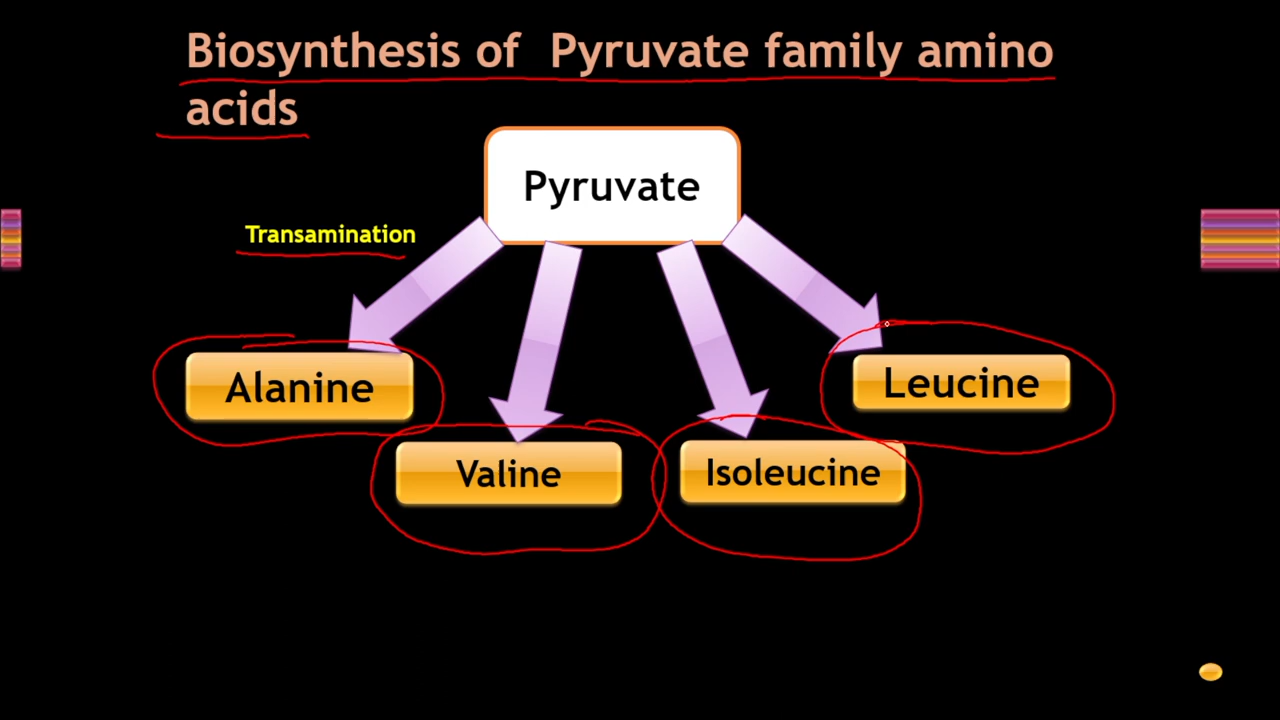 Biosynthesis of Pyruvate family amino
acids
Pyruvate
Transamination
Alanine
Leucine
Valine
Isoleucine